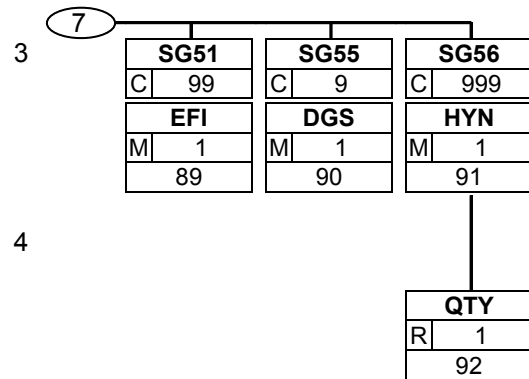 7
3
SG51 SG55 SG56
C 99 C 9 C 999
EFI DGS HYN
M 1 M 1 M 1
89 90 91
4
QTY
R 1
92